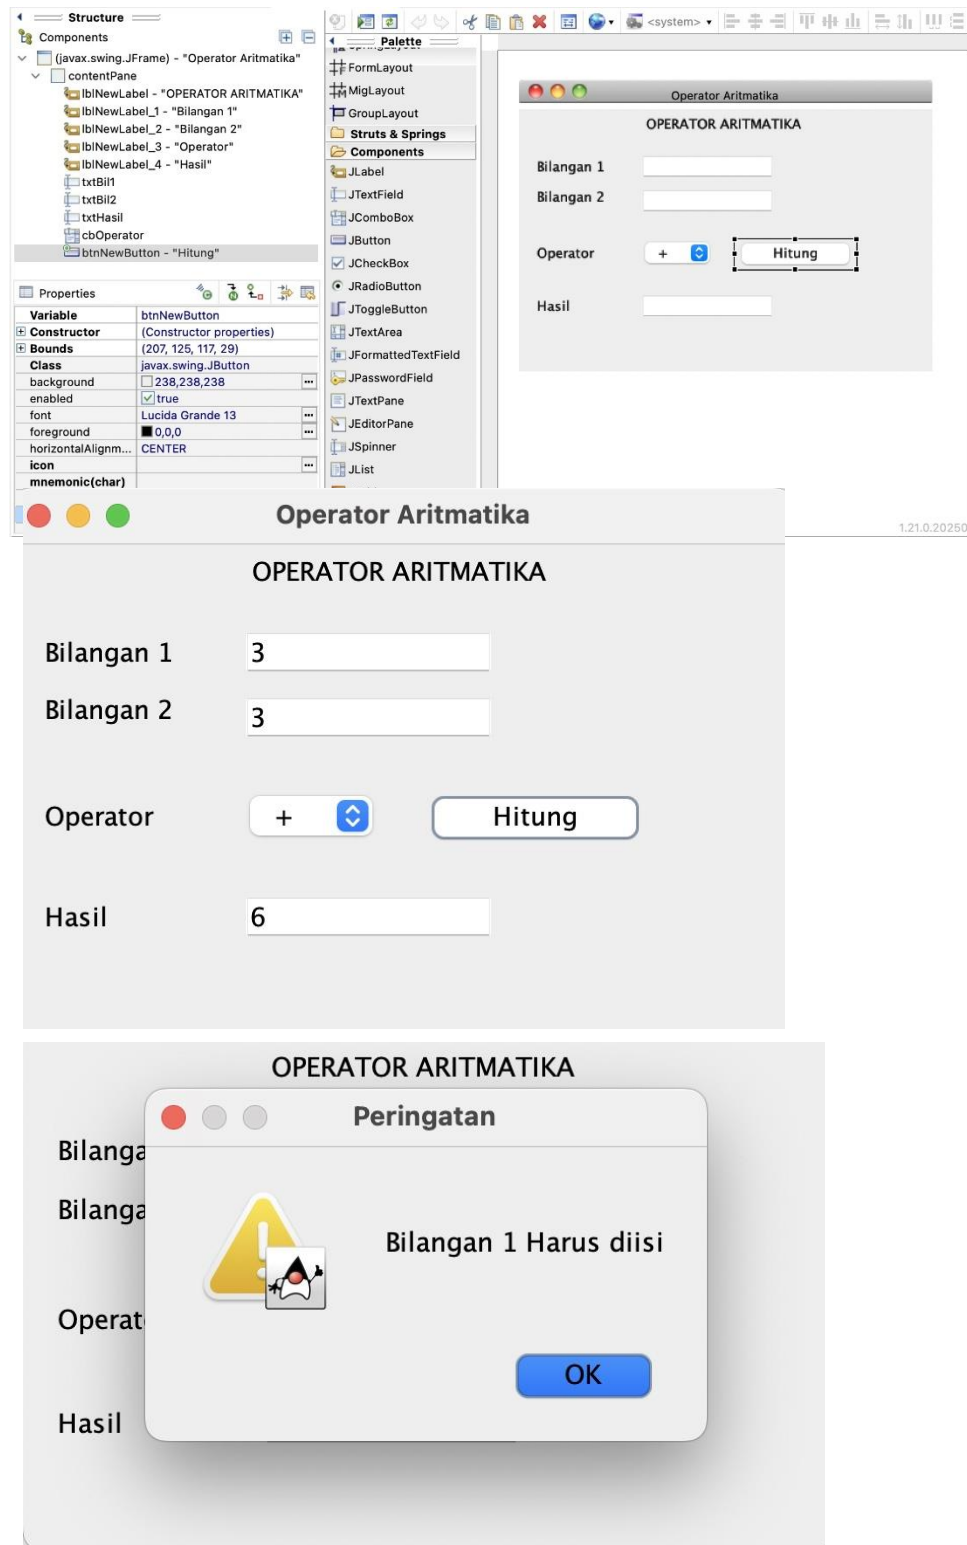 Structure
Components
(javax.swing.JFrame) - "Operator Aritmatika"
contentPane
lblNewLabel - "OPERATOR ARITMATIKA"
lblNewLabel_1 - "Bilangan 1"
lblNewLabel_2 - "Bilangan 2"
lblNewLabel_3 - "Operator"
lblNewLabel_4 - "Hasil"
txtBil1
txtBil2
txtHasil
cbOperator
btnNewButton - "Hitung"
Properties
Variable btnNewButton
Constructor (Constructor properties)
Bounds (207, 125, 117, 29)
Class javax.swing.JButton
background 238,238,238
enabled true
font Lucida Grande 13
foreground 0,0,0
horizontalAlignm... CENTER
icon
mnemonic(char)
<system>
Palette
SpringLayout
FormLayout
MigLayout
GroupLayout
Struts & Springs
Components
JLabel
JTextField
JComboBox
JButton
JCheckBox
JRadioButton
JToggleButton
JTextArea
JFormattedTextField
JPasswordField
JTextPane
JEditorPane
JSpinner
JList
Operator Aritmatika
OPERATOR ARITMATIKA
Bilangan 1
Bilangan 2
Operator + Hitung
Hasil
1.21.0.20250
Operator Aritmatika
OPERATOR ARITMATIKA
Bilangan 1 3
Bilangan 2 3
Operator + Hitung
Hasil 6
OPERATOR ARITMATIKA
Peringatan
Bilanga
Bilanga
Bilangan 1 Harus diisi
Operat
OK
Hasil